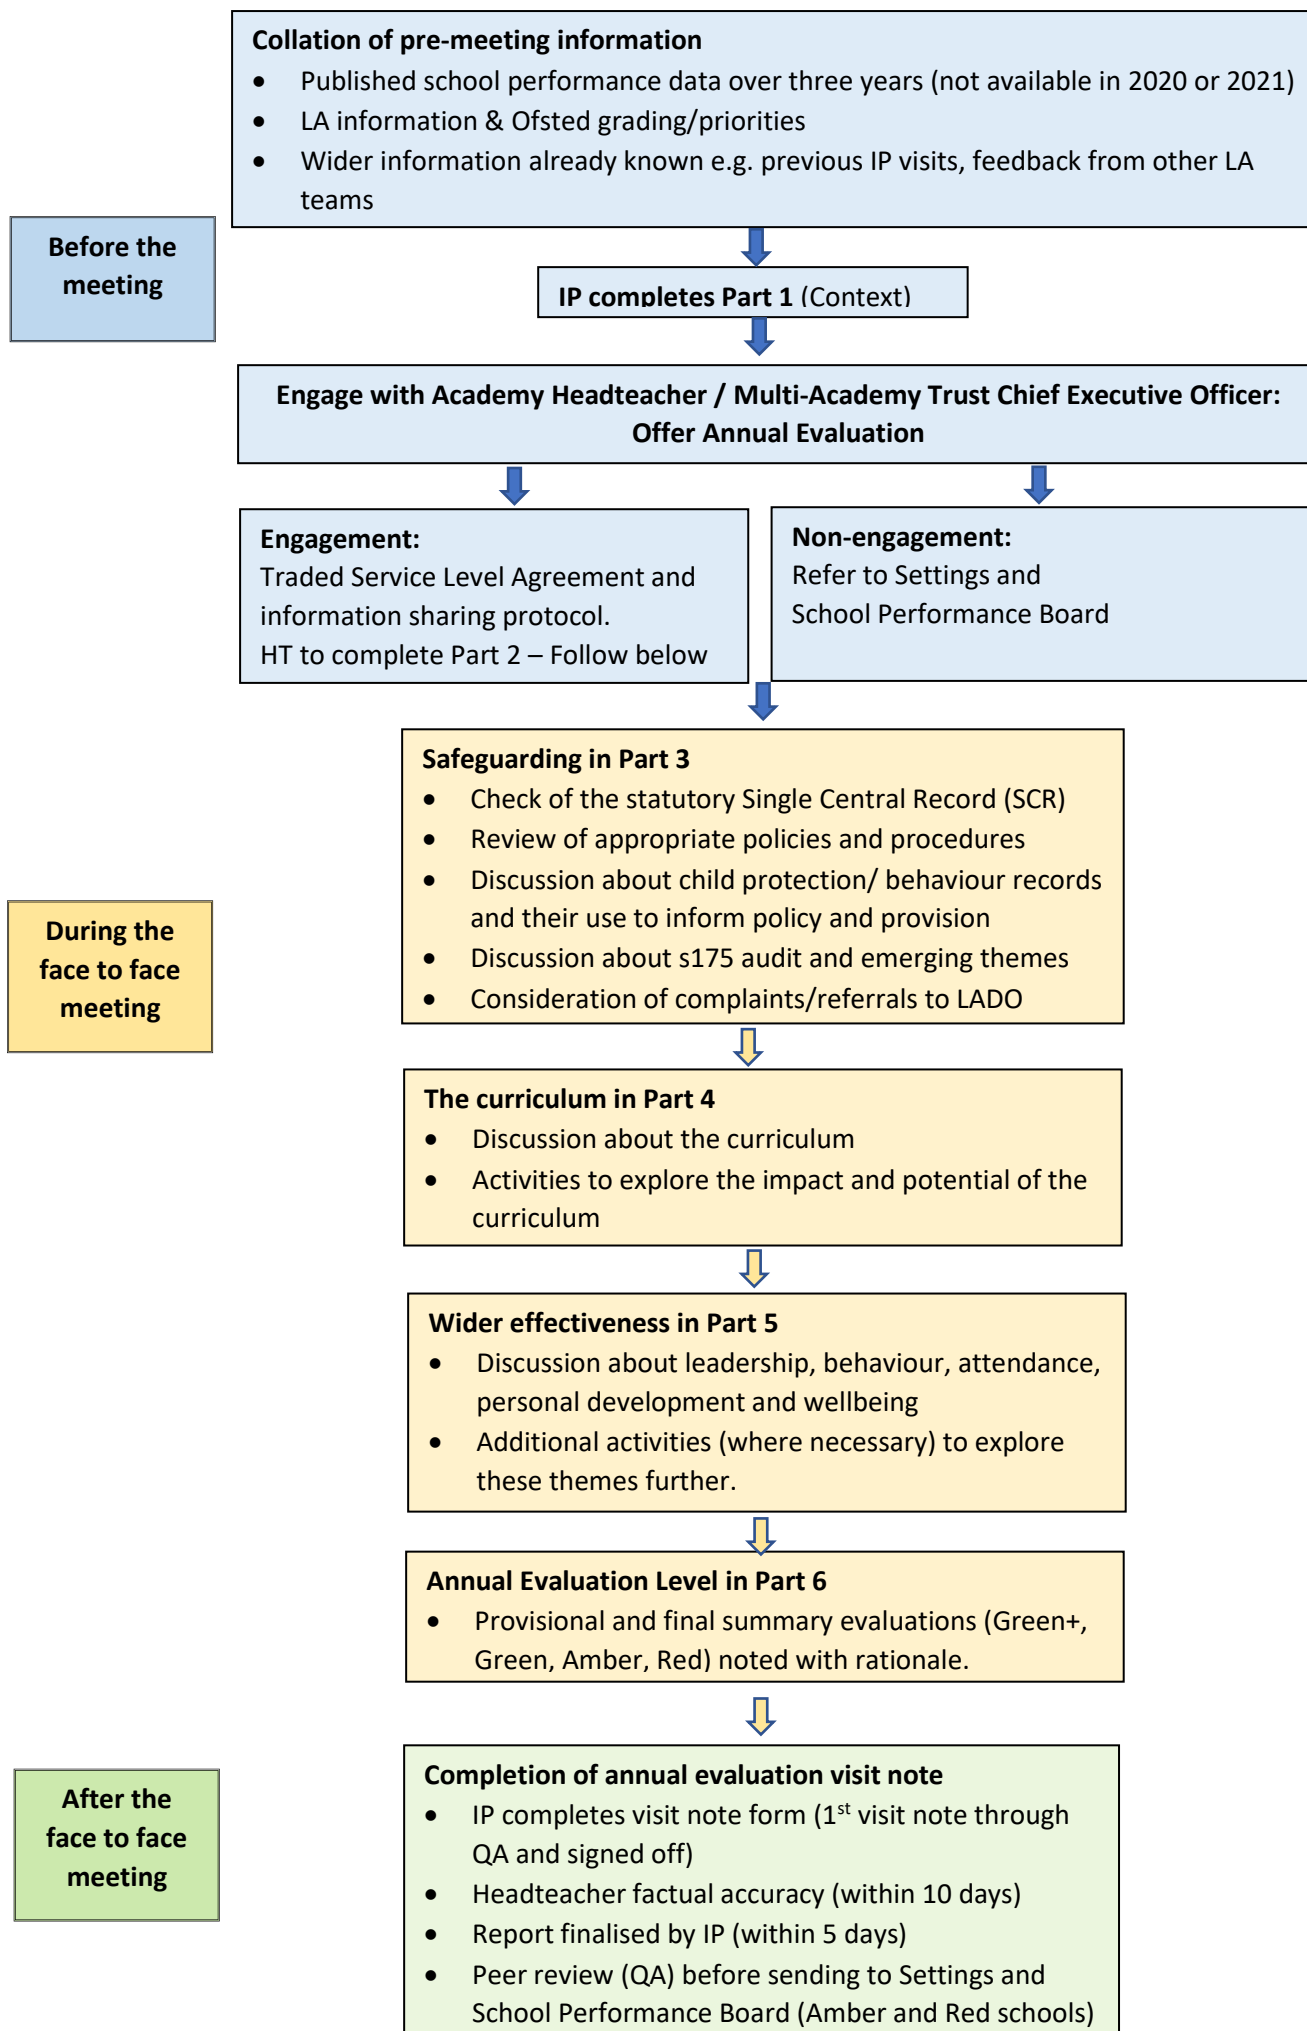 Collation of pre-meeting information
• Published school performance data over three years (not available in 2020 or 2021)
• LA information & Ofsted grading/priorities
• Wider information already known e.g. previous IP visits, feedback from other LA
teams
Before the
meeting
IP completes Part 1 (Context)
Engage with Academy Headteacher / Multi-Academy Trust Chief Executive Officer:
Offer Annual Evaluation
Engagement:
Traded Service Level Agreement and
information sharing protocol.
HT to complete Part 2 – Follow below
Non-engagement:
Refer to Settings and
School Performance Board
Safeguarding in Part 3
• Check of the statutory Single Central Record (SCR)
• Review of appropriate policies and procedures
• Discussion about child protection/ behaviour records
and their use to inform policy and provision
• Discussion about s175 audit and emerging themes
• Consideration of complaints/referrals to LADO
During the
face to face
meeting
The curriculum in Part 4
• Discussion about the curriculum
• Activities to explore the impact and potential of the
curriculum
Wider effectiveness in Part 5
• Discussion about leadership, behaviour, attendance,
personal development and wellbeing
• Additional activities (where necessary) to explore
these themes further.
Annual Evaluation Level in Part 6
• Provisional and final summary evaluations (Green+,
Green, Amber, Red) noted with rationale.
After the
face to face
meeting
Completion of annual evaluation visit note
• IP completes visit note form (1st visit note through
QA and signed off)
• Headteacher factual accuracy (within 10 days)
• Report finalised by IP (within 5 days)
• Peer review (QA) before sending to Settings and
School Performance Board (Amber and Red schools)